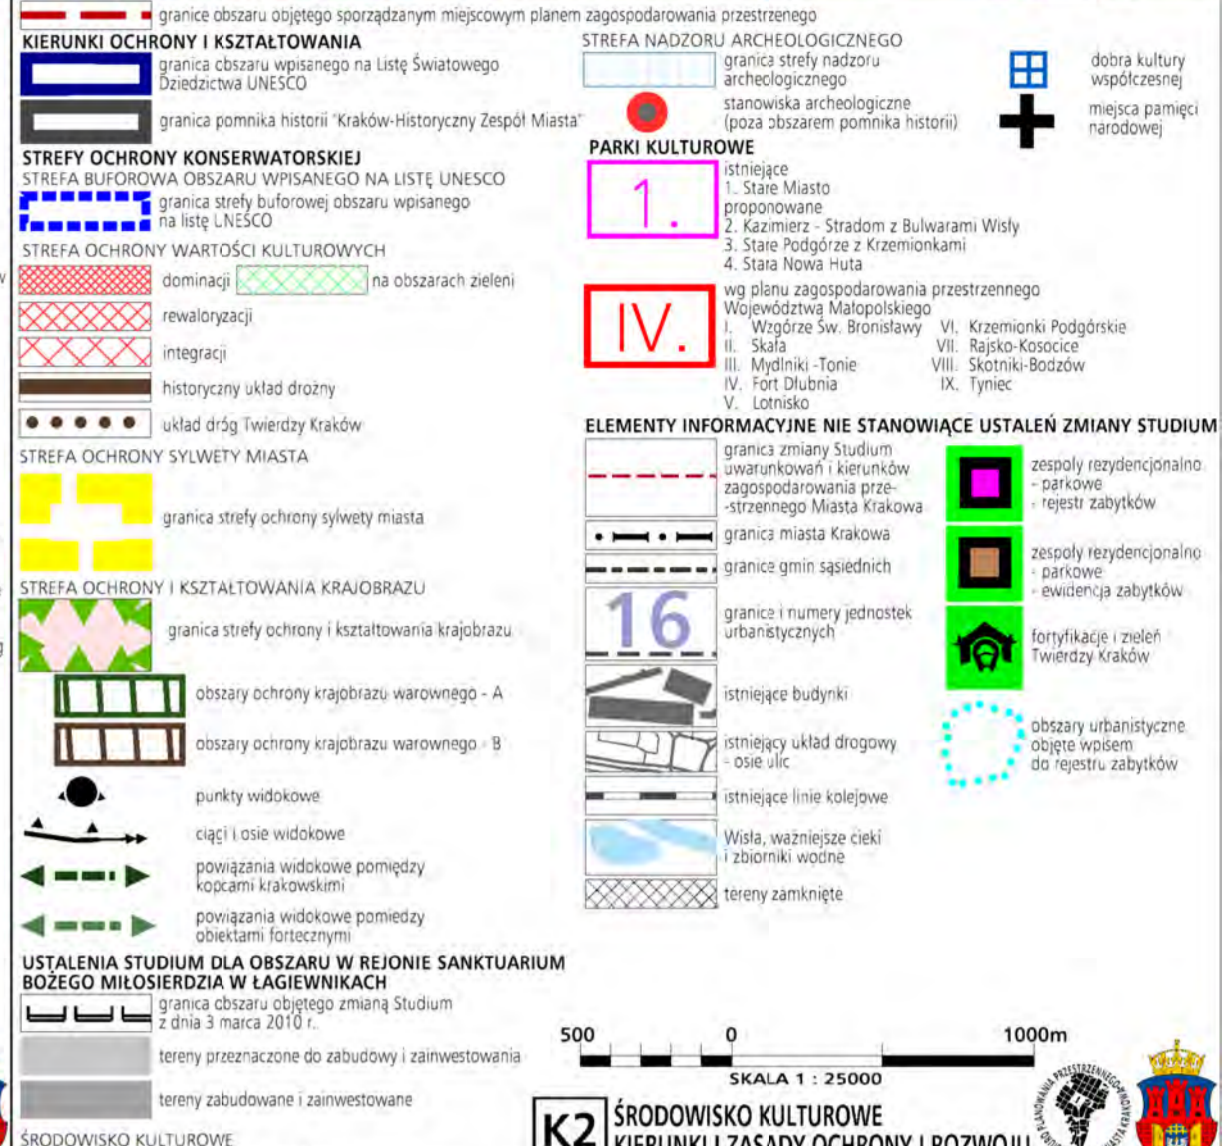 granice obszaru objętego sporządzanym miejscowym planem zagospodarowania przestrzenego
KIERUNKI OCHRONY I KSZTAŁTOWANIA
granica obszaru wpisanego na Listę Światowego
Dziedzictwa UNESCO
granica pomnika historii "Kraków-Historyczny Zespół Miasta"
STREFY OCHRONY KONSERWATORSKIEJ
STREFA BUFOROWA OBSZARU WPISANEGO NA LISTĘ UNESCO
granica strefy buforowej obszaru wpisanego
na listę UNESCO
STREFA OCHRONY WARTOŚCI KULTUROWYCH
dominacji
na obszarach zieleni
rewaloryzacji
integracji
historyczny układ drożny
układ dróg Twierdzy Kraków
STREFA OCHRONY SYLWETY MIASTA
granica strefy ochrony sylwety miasta
STREFA OCHRONY I KSZTAŁTOWANIA KRAJOBRAZU
granica strefy ochrony i kształtowania krajobrazu
obszary ochrony krajobrazu warownego - A
obszary ochrony krajobrazu warownego - B
punkty widokowe
ciągi i osie widokowe
powiązania widokowe pomiędzy
kopcami krakowskimi
powiązania widokowe pomiedzy
obiektami fortecznymi
USTALENIA STUDIUM DLA OBSZARU W REJONIE SANKTUARIUM
BOŻEGO MIŁOSIERDZIA W ŁAGIEWNIKACH
granica obszaru objętego zmianą Studium
z dnia 3 marca 2010 r.
tereny przeznaczone do zabudowy i zainwestowania
tereny zabudowane i zainwestowane
ŚRODOWISKO KULTUROWE
STREFA NADZORU ARCHEOLOGICZNEGO
granica strefy nadzoru
archeologicznego
stanowiska archeologiczne
(poza obszarem pomnika historii)
dobra kultury
współczesnej
miejsca pamięci
narodowej
PARKI KULTUROWE
1.
istniejące
1. Stare Miasto
proponowane
2. Kazimierz - Stradom z Bulwarami Wisły
3. Stare Podgórze z Krzemionkami
4. Stara Nowa Huta
IV.
wg planu zagospodarowania przestrzennego
Województwa Małopolskiego
I. Wzgórze Św. Bronisławy VI. Krzemionki Podgórskie
II. Skała VII. Rajsko-Kosocice
III. Mydlniki -Tonie VIII. Skotniki-Bodzów
IV. Fort Dłubnia IX. Tyniec
V. Lotnisko
ELEMENTY INFORMACYJNE NIE STANOWIĄCE USTALEŃ ZMIANY STUDIUM
granica zmiany Studium
uwarunkowań i kierunków
zagospodarowania prze-
-strzennego Miasta Krakowa
granica miasta Krakowa
granice gmin sąsiednich
16
granice i numery jednostek
urbanistycznych
istniejące budynki
istniejący układ drogowy
- osie ulic
istniejące linie kolejowe
Wisła, ważniejsze cieki
i zbiorniki wodne
tereny zamknięte
zespoły rezydencjonalno
- parkowe
- rejestr zabytków
zespoły rezydencjonalno
- parkowe
- ewidencja zabytków
fortyfikacje i zieleń
Twierdzy Kraków
obszary urbanistyczne
objęte wpisem
do rejestru zabytków
500 0 1000m
SKALA 1 : 25000
K2
ŚRODOWISKO KULTUROWE
KIERUNKI I ZASADY OCHRONY I ROZWOJU